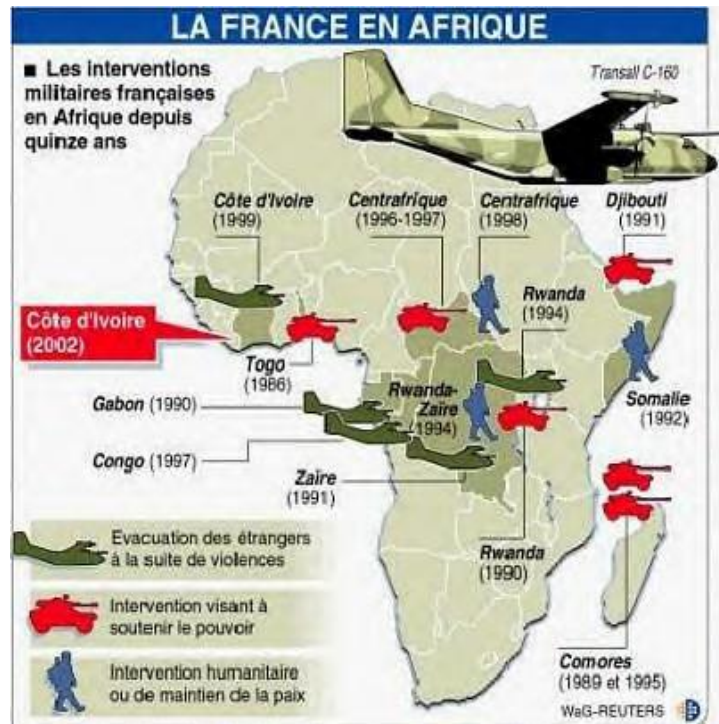 LA FRANCE EN AFRIQUE
■ Les interventions
militaires françaises
en Afrique depuis
quinze ans
Transall C-160
Côte d'Ivoire
(1999)
Centrafrique
(1996-1997)
Centrafrique
(1998)
Djibouti
(1991)
Rwanda
(1994)
Côte d'Ivoire
(2002)
Togo
(1986)
Gabon (1990)
Rwanda-
Zaïre
(1994)
Somalie
(1992)
Congo (1997)
Zaïre
(1991)
Rwanda
(1990)
Evacuation des étrangers
à la suite de violences
Intervention visant à
soutenir le pouvoir
Intervention humanitaire
ou de maintien de la paix
Comores
(1989 et 1995)
WaG-REUTERS